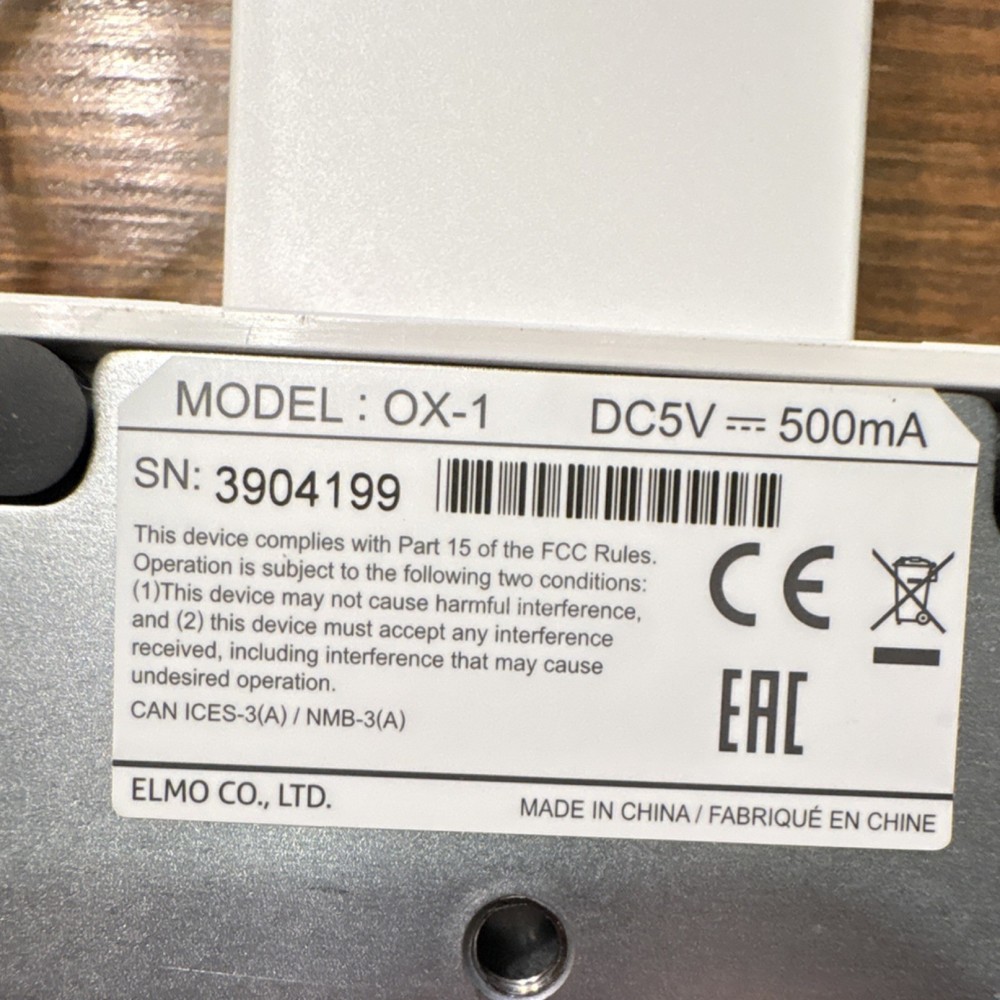 MODEL : OX-1 DC5V ⎓ 500mA
SN: 3904199
This device complies with Part 15 of the FCC Rules.
Operation is subject to the following two conditions:
(1)This device may not cause harmful interference,
and (2) this device must accept any interference
received, including interference that may cause
undesired operation.
CAN ICES-3(A) / NMB-3(A)
CE
EAC
ELMO CO., LTD.
MADE IN CHINA / FABRIQUÉ EN CHINE